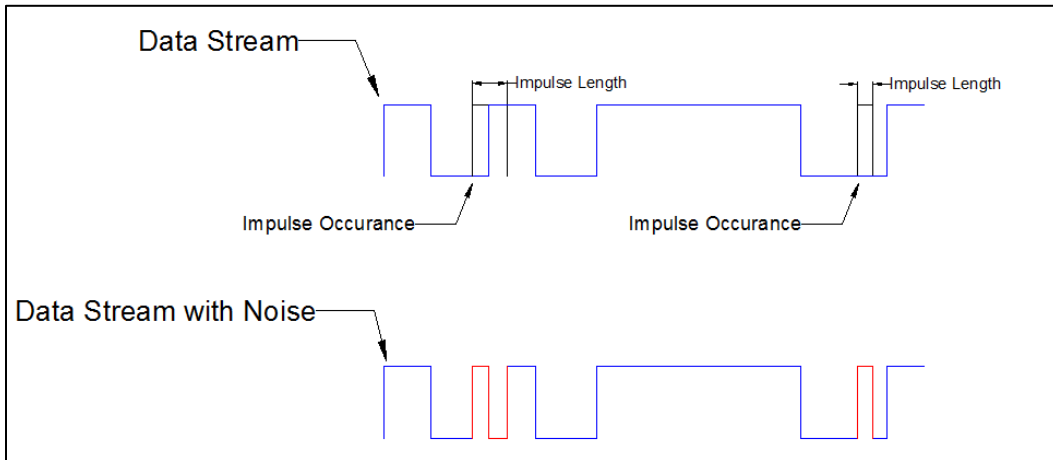 Data Stream
Impulse Length
Impulse Length
Impulse Occurance
Impulse Occurance
Data Stream with Noise